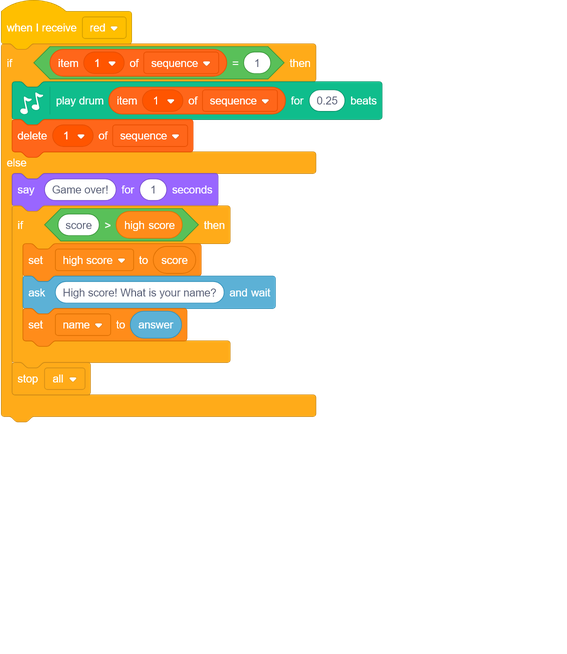 when I receive red
if item 1 of sequence = 1 then
play drum item 1 of sequence for 0.25 beats
delete 1 of sequence
else
say Game over! for 1 seconds
if score > high score then
set high score to score
ask High score! What is your name? and wait
set name to answer
stop all